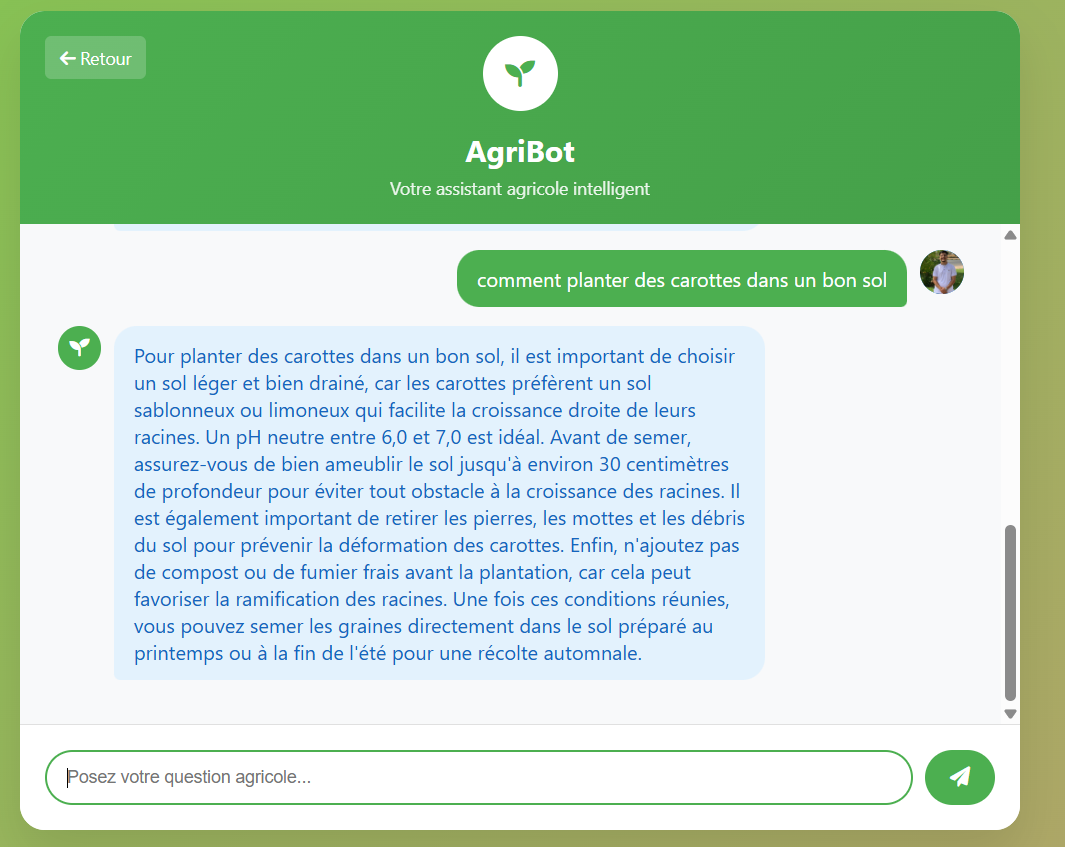 Retour
AgriBot
Votre assistant agricole intelligent
comment planter des carottes dans un bon sol
Pour planter des carottes dans un bon sol, il est important de choisir
un sol léger et bien drainé, car les carottes préfèrent un sol
sablonneux ou limoneux qui facilite la croissance droite de leurs
racines. Un pH neutre entre 6,0 et 7,0 est idéal. Avant de semer,
assurez-vous de bien ameublir le sol jusqu'à environ 30 centimètres
de profondeur pour éviter tout obstacle à la croissance des racines. Il
est également important de retirer les pierres, les mottes et les débris
du sol pour prévenir la déformation des carottes. Enfin, n'ajoutez pas
de compost ou de fumier frais avant la plantation, car cela peut
favoriser la ramification des racines. Une fois ces conditions réunies,
vous pouvez semer les graines directement dans le sol préparé au
printemps ou à la fin de l'été pour une récolte automnale.
Posez votre question agricole...